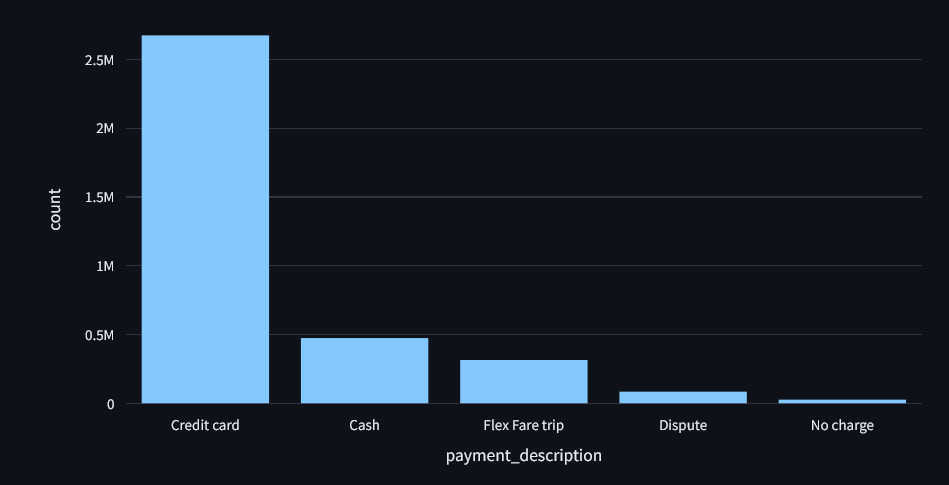 2.5M
2M
1.5M
1M
0.5M
0
count
Credit card
Cash
Flex Fare trip
Dispute
No charge
payment_description